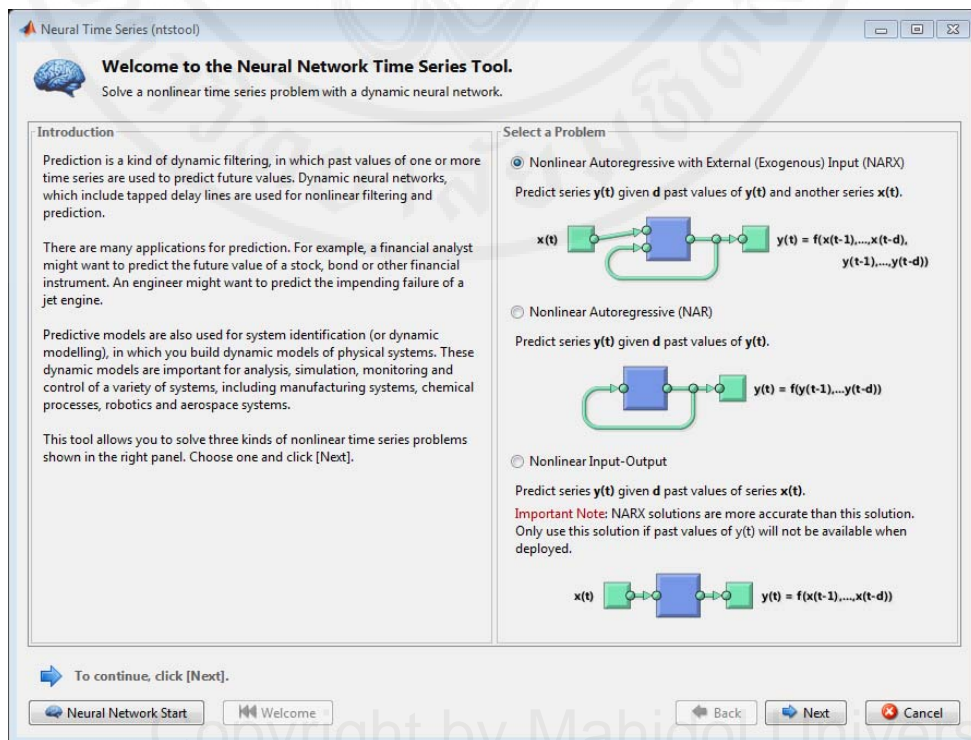 Neural Time Series (ntstool)
Welcome to the Neural Network Time Series Tool.
Solve a nonlinear time series problem with a dynamic neural network.
Introduction
Prediction is a kind of dynamic filtering, in which past values of one or more
time series are used to predict future values. Dynamic neural networks,
which include tapped delay lines are used for nonlinear filtering and
prediction.
There are many applications for prediction. For example, a financial analyst
might want to predict the future value of a stock, bond or other financial
instrument. An engineer might want to predict the impending failure of a
jet engine.
Predictive models are also used for system identification (or dynamic
modelling), in which you build dynamic models of physical systems. These
dynamic models are important for analysis, simulation, monitoring and
control of a variety of systems, including manufacturing systems, chemical
processes, robotics and aerospace systems.
This tool allows you to solve three kinds of nonlinear time series problems
shown in the right panel. Choose one and click [Next].
Select a Problem
Nonlinear Autoregressive with External (Exogenous) Input (NARX)
Predict series y(t) given d past values of y(t) and another series x(t).
x(t)
y(t) = f(x(t-1),...,x(t-d),
y(t-1),...,y(t-d))
Nonlinear Autoregressive (NAR)
Predict series y(t) given d past values of y(t).
y(t) = f(y(t-1),...y(t-d))
Nonlinear Input-Output
Predict series y(t) given d past values of series x(t).
Important Note: NARX solutions are more accurate than this solution.
Only use this solution if past values of y(t) will not be available when
deployed.
x(t)
y(t) = f(x(t-1),...,x(t-d))
To continue, click [Next].
Neural Network Start
Welcome
Back
Next
Cancel
Copyright by Mahidol